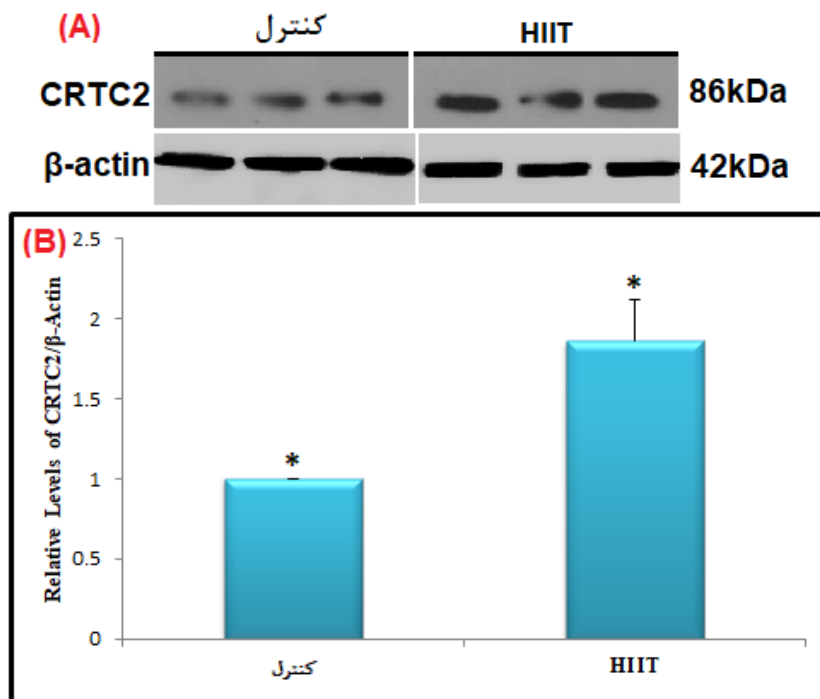 (A) کنترل HIIT
CRTC2 86kDa
β-actin 42kDa
(B)
Relative Levels of CRTC2/β-Actin
2.5
2
1.5
1
0.5
0
* *
کنترل HIIT